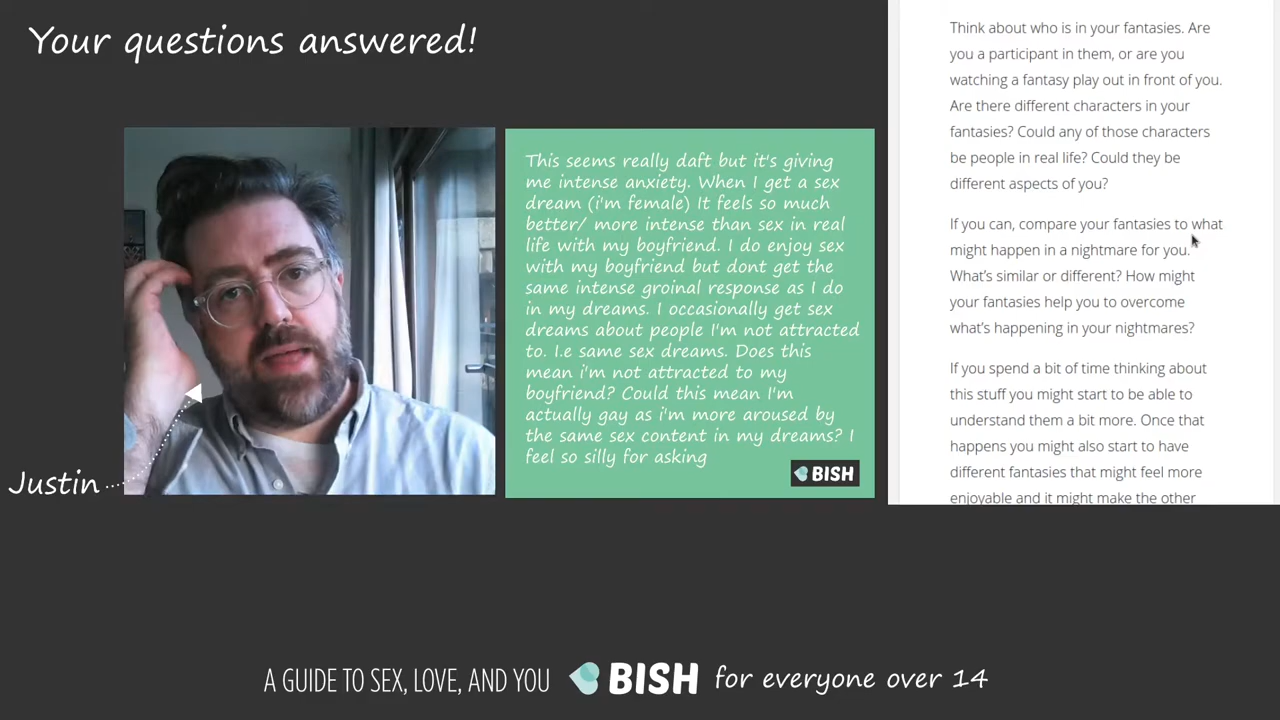 Your questions answered!
This seems really daft but it's giving
me intense anxiety. When I get a sex
dream (i'm female) It feels so much
better/ more intense than sex in real
life with my boyfriend. I do enjoy sex
with my boyfriend but dont get the
same intense groinal response as I do
in my dreams. I occasionally get sex
dreams about people I'm not attracted
to. I.e same sex dreams. Does this
mean i'm not attracted to my
boyfriend? Could this mean I'm
actually gay as i'm more aroused by
the same sex content in my dreams? I
feel so silly for asking
BISH
Justin
Think about who is in your fantasies. Are
you a participant in them, or are you
watching a fantasy play out in front of you.
Are there different characters in your
fantasies? Could any of those characters
be people in real life? Could they be
different aspects of you?
If you can, compare your fantasies to what
might happen in a nightmare for you.
What's similar or different? How might
your fantasies help you to overcome
what's happening in your nightmares?
If you spend a bit of time thinking about
this stuff you might start to be able to
understand them a bit more. Once that
happens you might also start to have
different fantasies that might feel more
enjoyable and it might make the other
A GUIDE TO SEX, LOVE, AND YOU BISH for everyone over 14